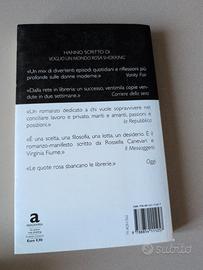 HANNO SCRITTO DI
VOGLIO UN MONDO ROSA SHOKKING
«Un mix di divertenti episodi quotidiani e riflessioni più
profonde sulle donne moderne.»
Vanity Fair
«Dalla rete in libreria: un successo, ventimila copie ven-
dute in due settimane.»
Corriere della sera
«Un romanzo dedicato a chi vuole sopravvivere nel
conciliare lavoro e privato, mariti e amanti, passioni e
posizioni.»
la Repubblica
«È una scelta, una filosofia, una lotta, un desiderio. È il
romanzo-manifesto scritto da Rossella Canevari e
Virginia Fiume.»
Il Messaggero
«Le quote rosa sbancano le librerie.»
Oggi
a
Euro 9,90
subito